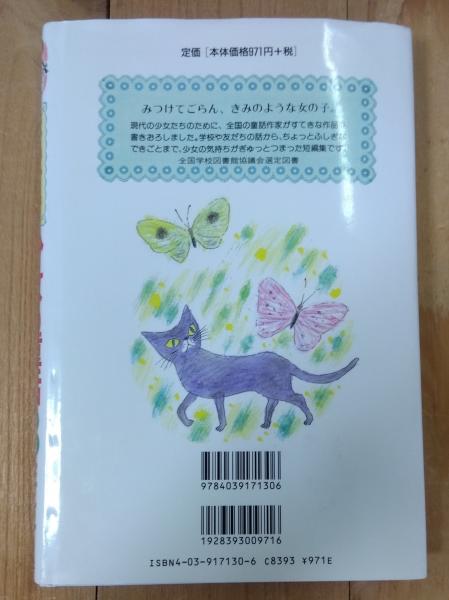 定価[本体価格971円+税]
みつけてごらん、きみのような女の子
現代の少女たちのために、全国の童話作家がすてきな作品
書きおろしました。学校や友だちの話から、ちょっとふしぎな
できごとまで、少女の気持ちがぎゅっとつまった短編集です
全国学校図書館協議会選定図書
9784039171306
1928393009716
ISBN4-03-917130-6 C8393 ¥971E